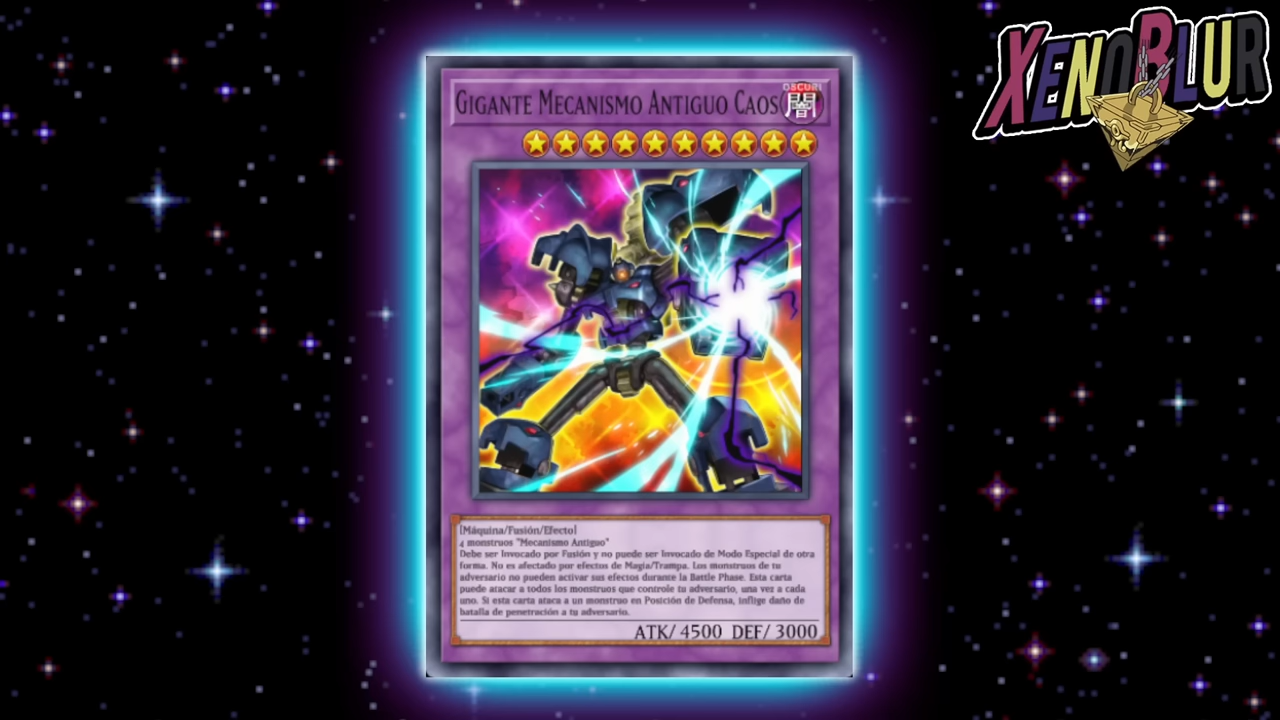 XENOBLUR
GIGANTE MECANISMO ANTIGUO CAOS
OSCURI
闇
[Máquina/Fusión/Efecto]
4 monstruos "Mecanismo Antiguo"
Debe ser Invocado por Fusión y no puede ser Invocado de Modo Especial de otra
forma. No es afectado por efectos de Magia/Trampa. Los monstruos de tu
adversario no pueden activar sus efectos durante la Battle Phase. Esta carta
puede atacar a todos los monstruos que controle tu adversario, una vez a cada
uno. Si esta carta ataca a un monstruo en Posición de Defensa, inflige daño de
batalla de penetración a tu adversario.
ATK/ 4500 DEF/ 3000